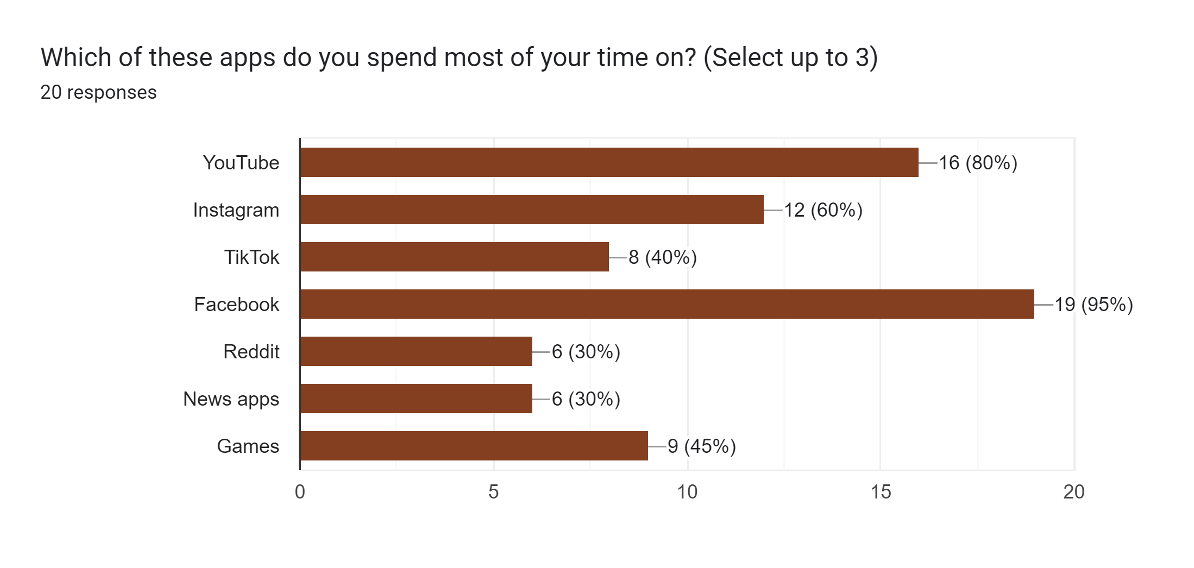 Which of these apps do you spend most of your time on? (Select up to 3)
20 responses
YouTube 16 (80%)
Instagram 12 (60%)
TikTok 8 (40%)
Facebook 19 (95%)
Reddit 6 (30%)
News apps 6 (30%)
Games 9 (45%)
0 5 10 15 20